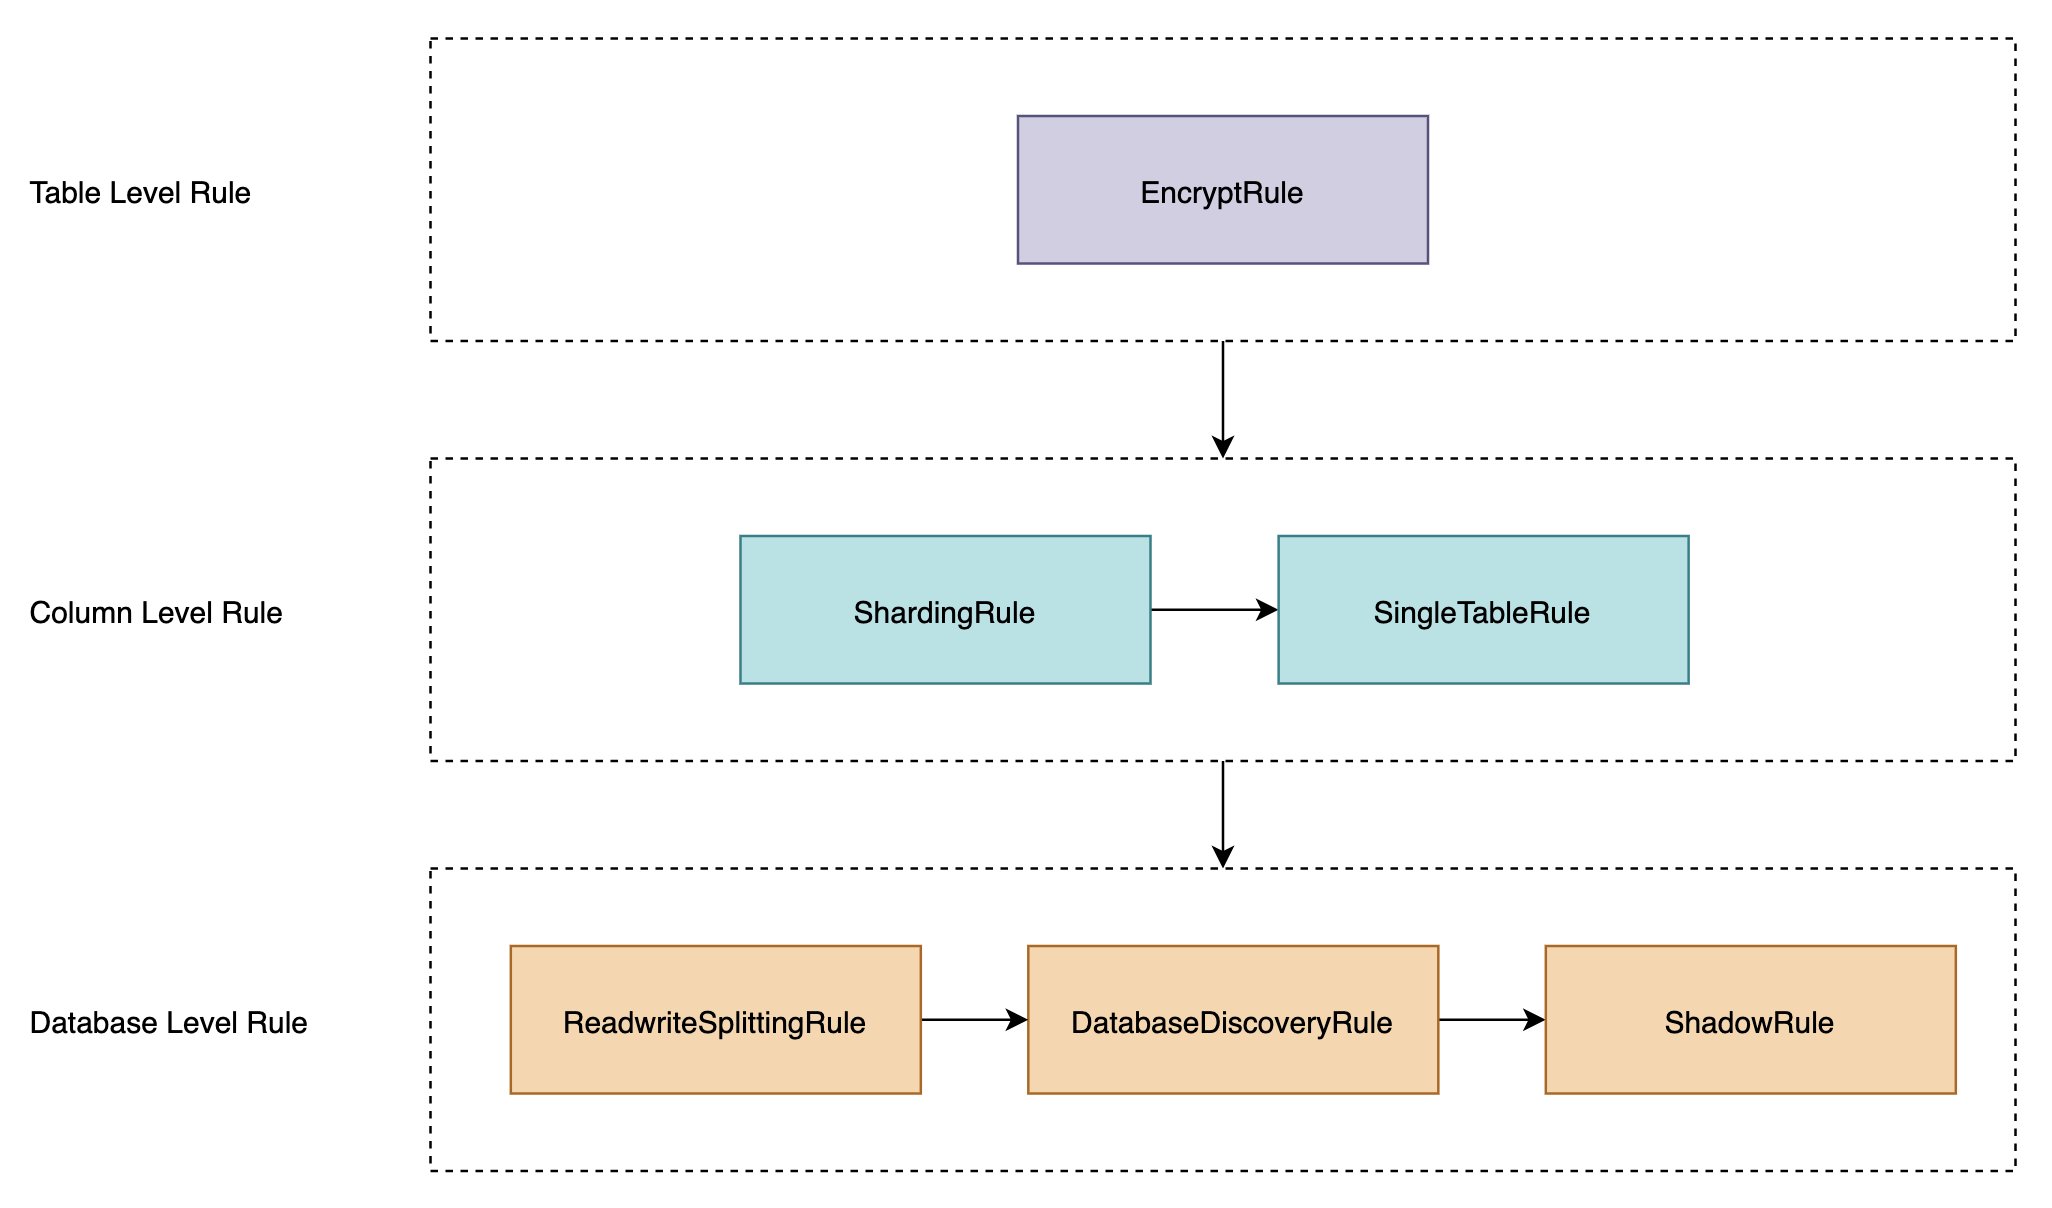 Table Level Rule
EncryptRule
Column Level Rule
ShardingRule
SingleTableRule
Database Level Rule
ReadwriteSplittingRule
DatabaseDiscoveryRule
ShadowRule